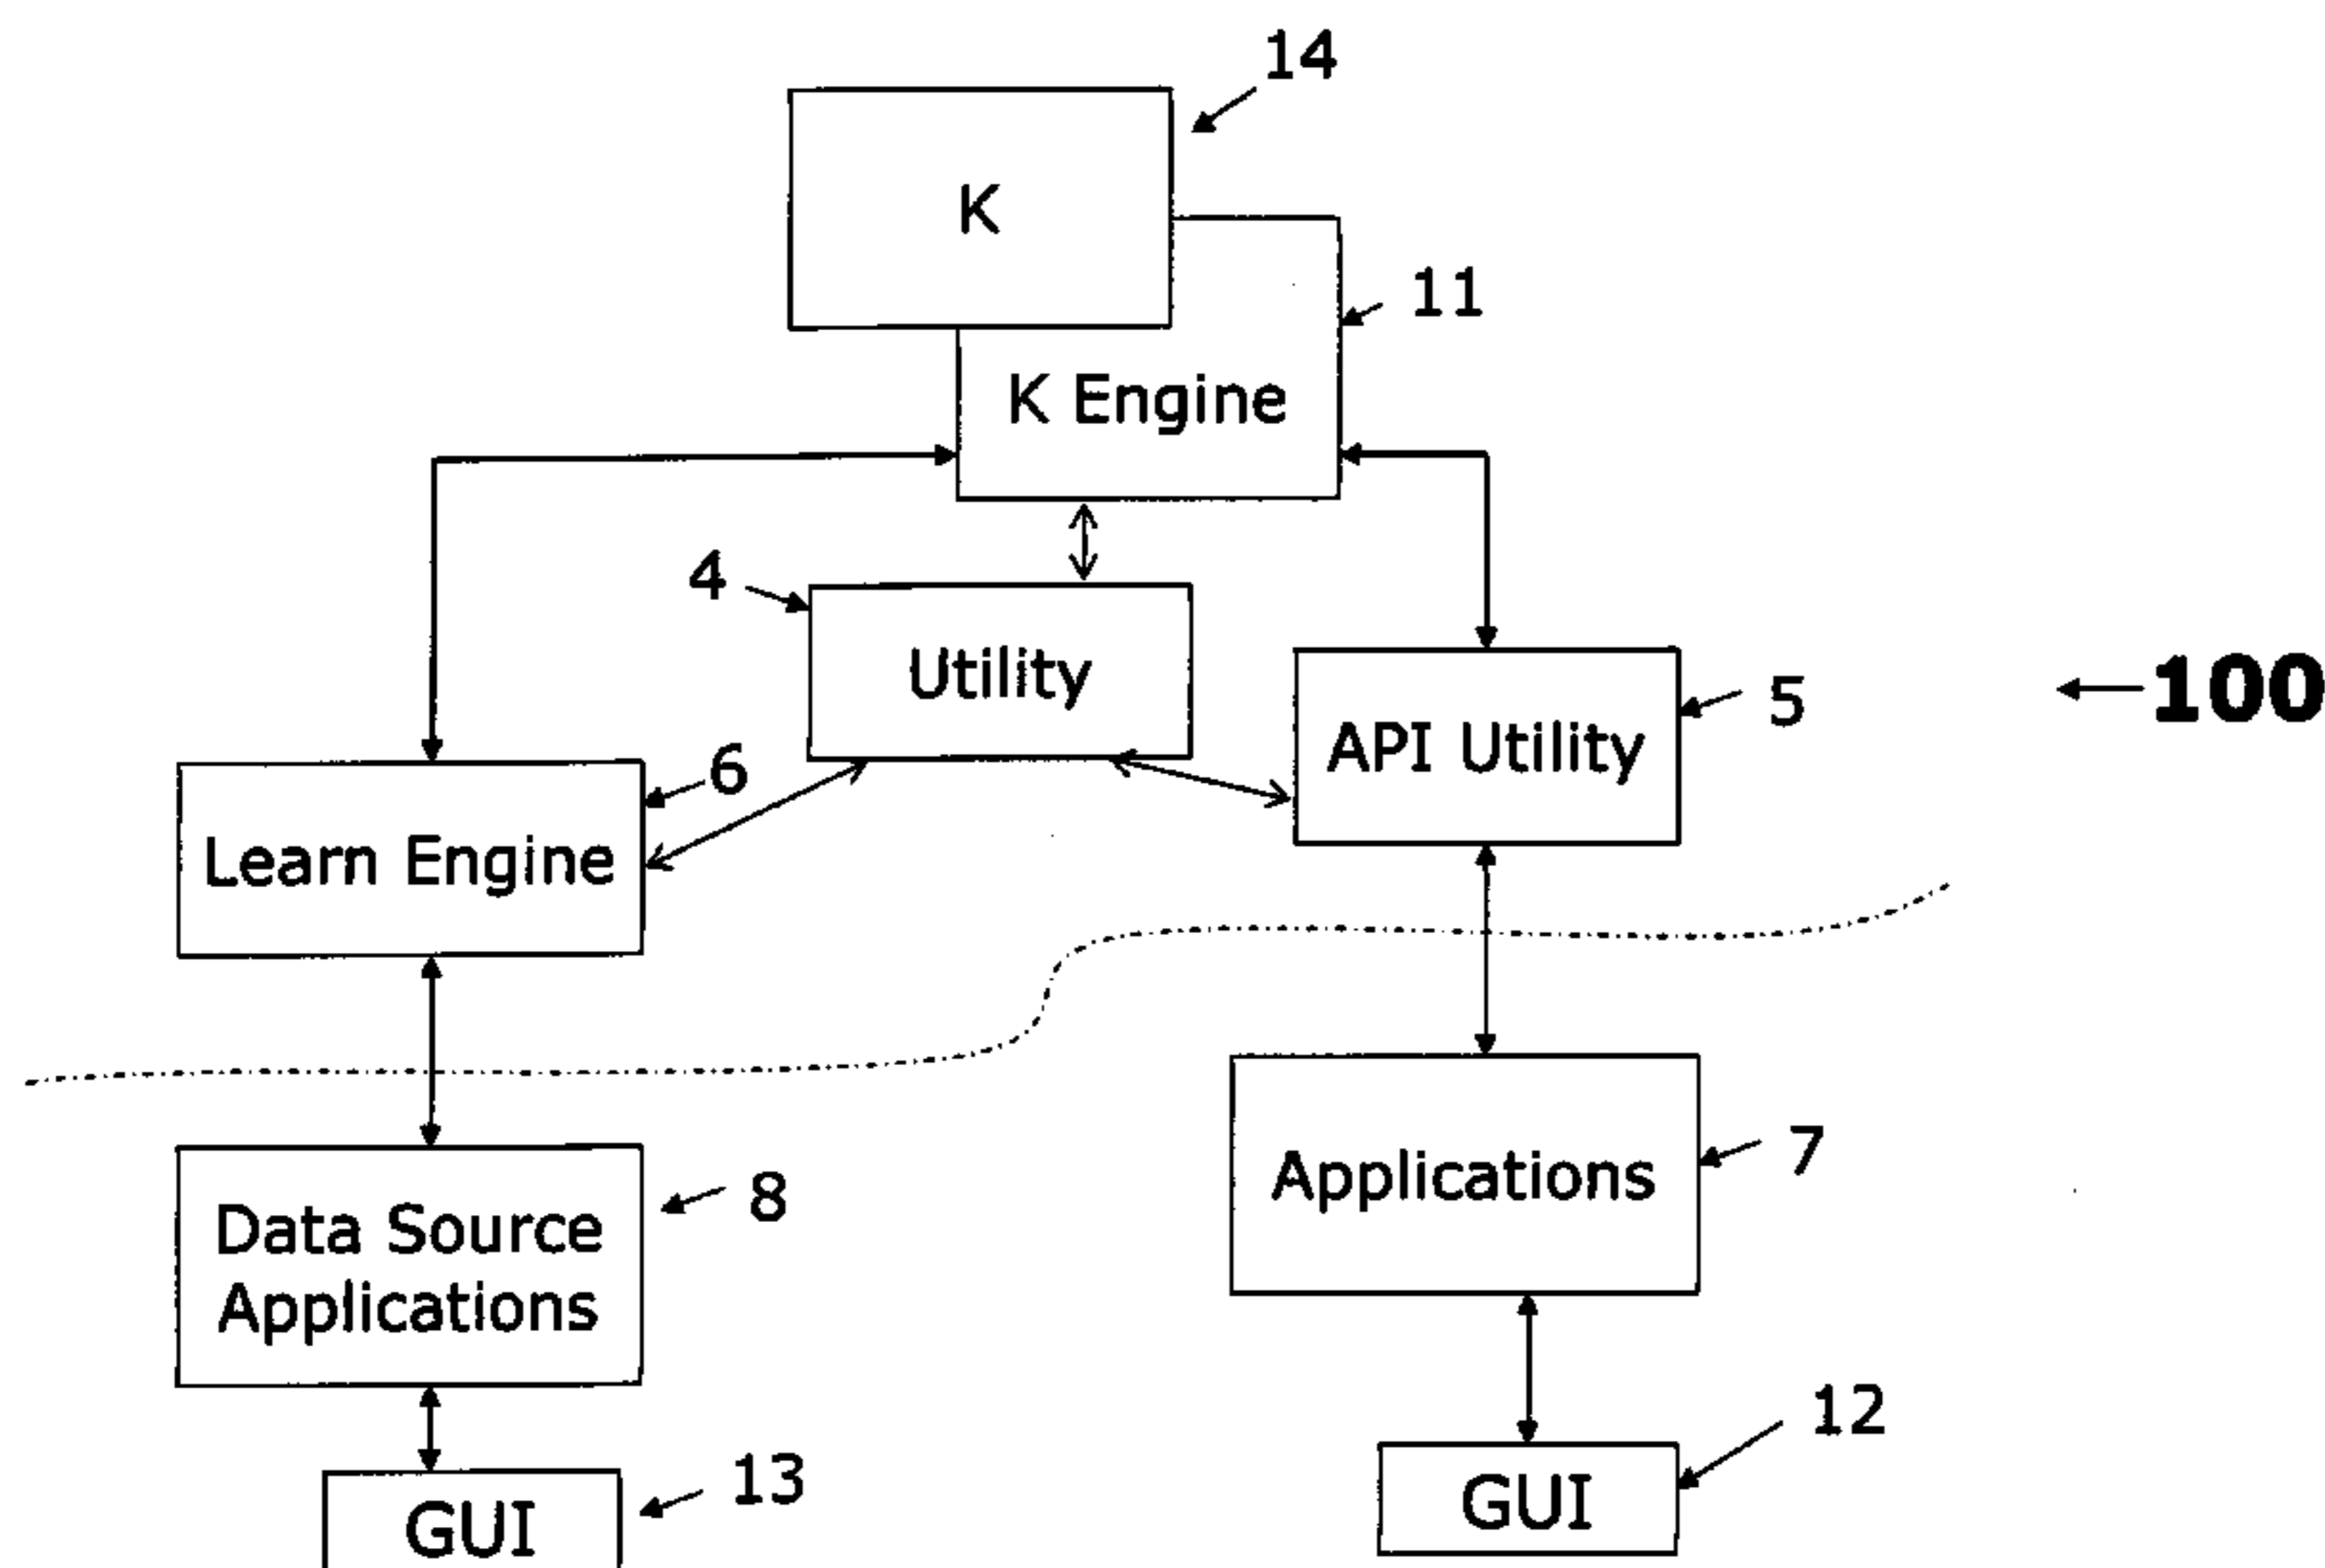 14
K
11
K Engine
4
Utility
5
100
API Utility
6
Learn Engine
7
Applications
8
Data Source
Applications
12
GUI
13
GUI